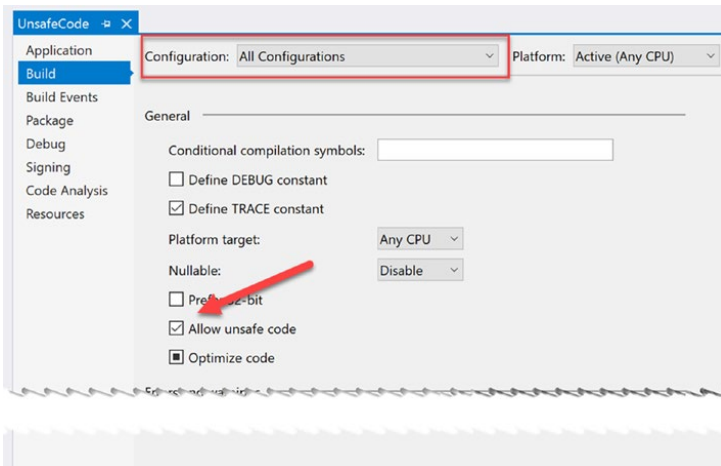 UnsafeCode
Application
Build
Build Events
Package
Debug
Signing
Code Analysis
Resources
Configuration: All Configurations
Platform: Active (Any CPU)
General
Conditional compilation symbols:
Define DEBUG constant
Define TRACE constant
Platform target: Any CPU
Nullable: Disable
Allow unsafe code
Optimize code